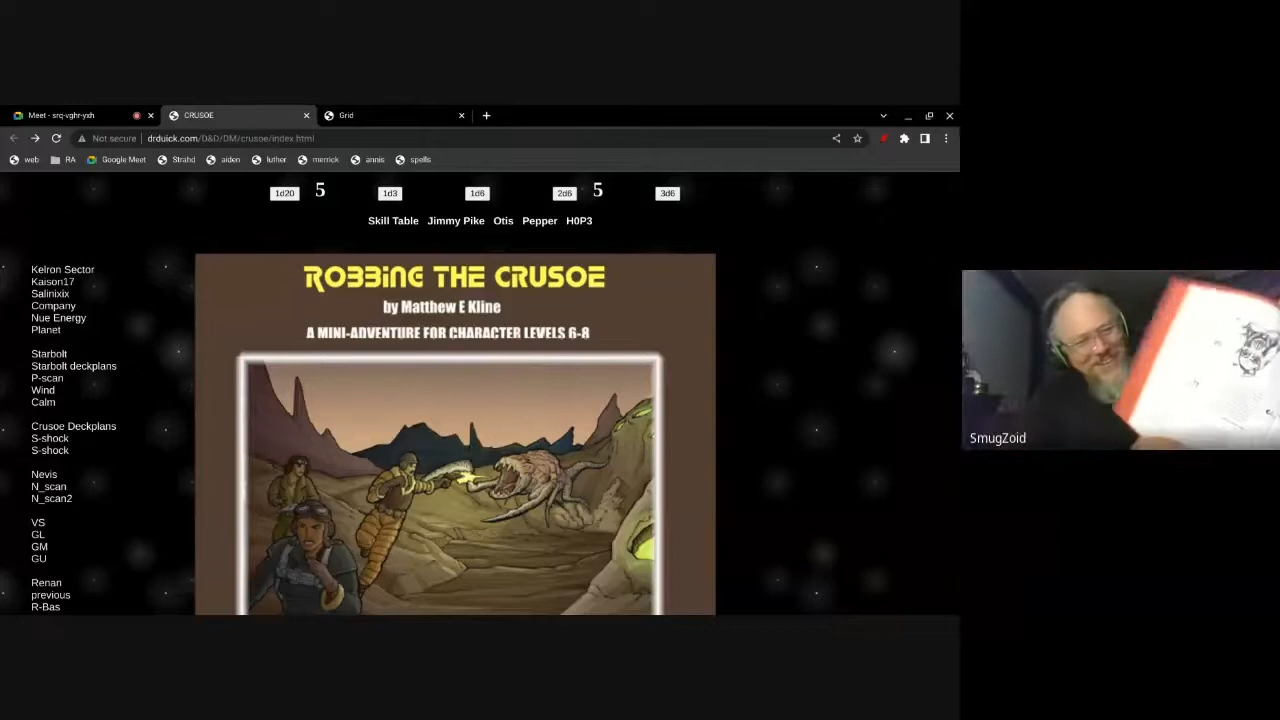 Meet - srq-vghr-yxh
CRUSOE
Grid
Not secure
drduick.com/D&D/DM/crusoe/index.html
web
RA
Google Meet
Strahd
aiden
luther
merrick
annis
spells
1d20
5
1d3
1d6
2d6
5
3d6
Skill Table
Jimmy Pike
Otis
Pepper
H0P3
Kelron Sector
Kaison17
Salinixix
Company
Nue Energy
Planet
Starbolt
Starbolt deckplans
P-scan
Wind
Calm
Crusoe Deckplans
S-shock
S-shock
Nevis
N_scan
N_scan2
VS
GL
GM
GU
Renan
previous
R-Bas
ROBBING THE CRUSOE
by Matthew E Kline
A MINI-ADVENTURE FOR CHARACTER LEVELS 6-8
SmugZoid